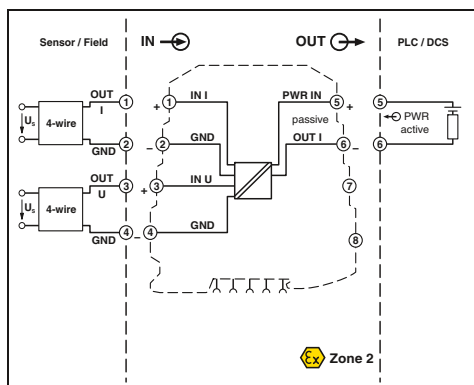 Sensor / Field IN OUT PLC / DCS
OUT
I
1
+ 1 IN I PWR IN 5 + 5
Us 4-wire passive PWR
active
GND 2 − 2 GND OUT I 6 − 6
OUT
U
3 + 3 IN U 7
Us 4-wire
GND 4 − 4 GND 8
Ex Zone 2